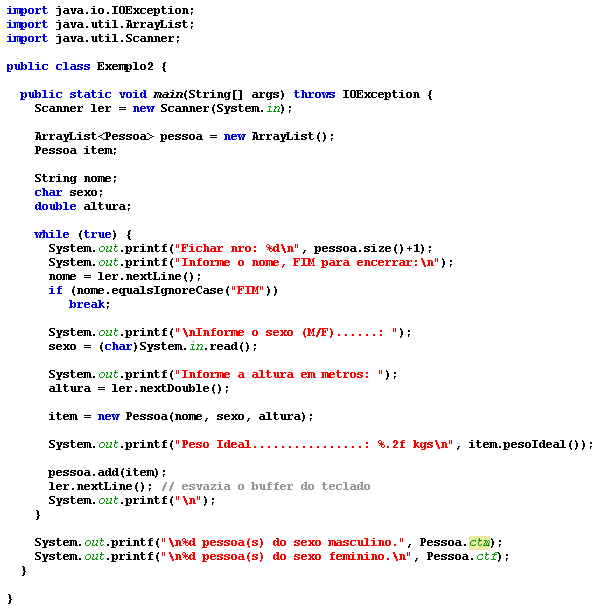 import java.io.IOException;
import java.util.ArrayList;
import java.util.Scanner;

public class Exemplo2 {

  public static void main(String[] args) throws IOException {
    Scanner ler = new Scanner(System.in);

    ArrayList<Pessoa> pessoa = new ArrayList();
    Pessoa item;

    String nome;
    char sexo;
    double altura;

    while (true) {
      System.out.printf("Fichar nro: %d\n", pessoa.size()+1);
      System.out.printf("Informe o nome, FIM para encerrar:\n");
      nome = ler.nextLine();
      if (nome.equalsIgnoreCase("FIM"))
         break;

      System.out.printf("\nInforme o sexo (M/F)......: ");
      sexo = (char)System.in.read();

      System.out.printf("Informe a altura em metros: ");
      altura = ler.nextDouble();

      item = new Pessoa(nome, sexo, altura);

      System.out.printf("Peso Ideal................: %.2f kgs\n", item.pesoIdeal());

      pessoa.add(item);
      ler.nextLine(); // esvazia o buffer do teclado
      System.out.printf("\n");
    }

    System.out.printf("\n%d pessoa(s) do sexo masculino.", Pessoa.ctm);
    System.out.printf("\n%d pessoa(s) do sexo feminino.\n", Pessoa.ctf);
  }

}